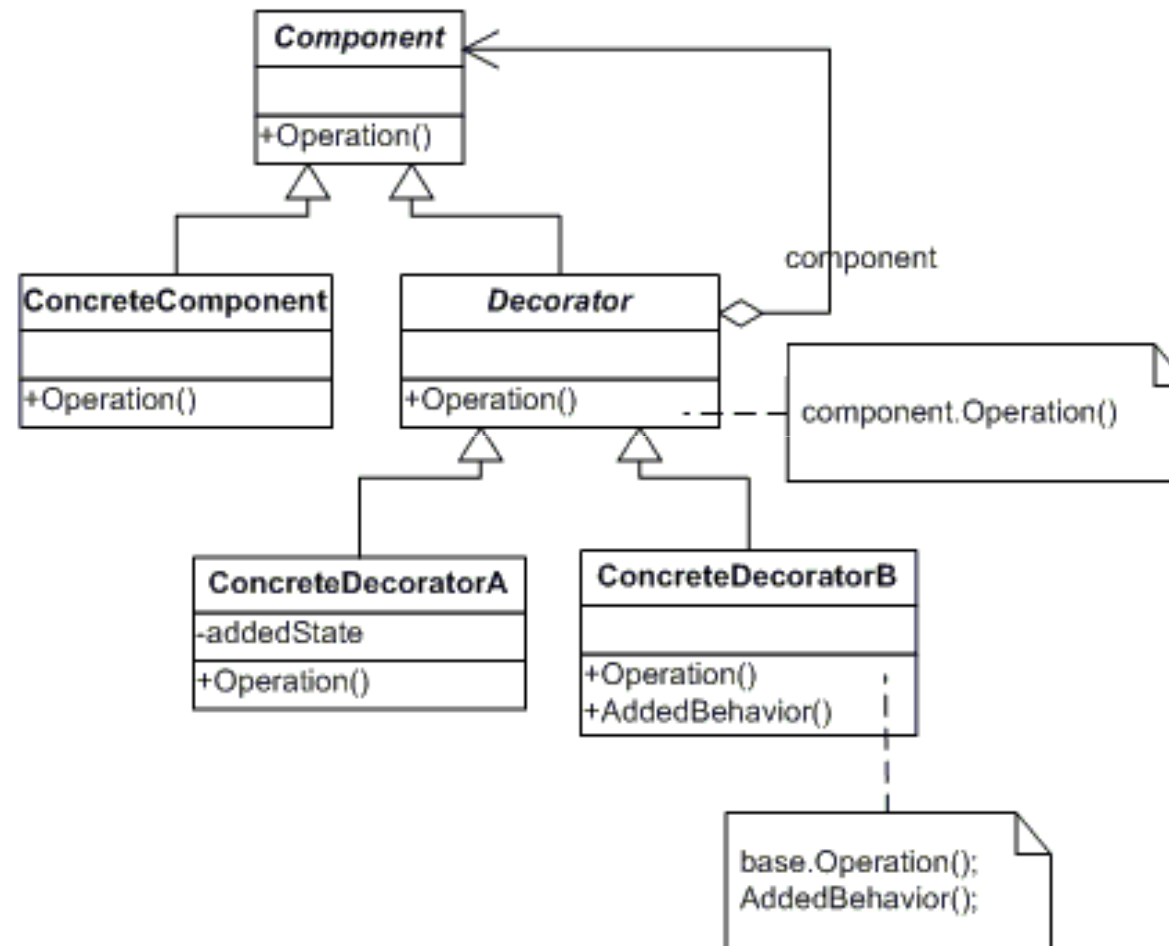 Component
+Operation()
component
ConcreteComponent
+Operation()
Decorator
+Operation()
component.Operation()
ConcreteDecoratorA
-addedState
+Operation()
ConcreteDecoratorB
+Operation()
+AddedBehavior()
base.Operation();
AddedBehavior();